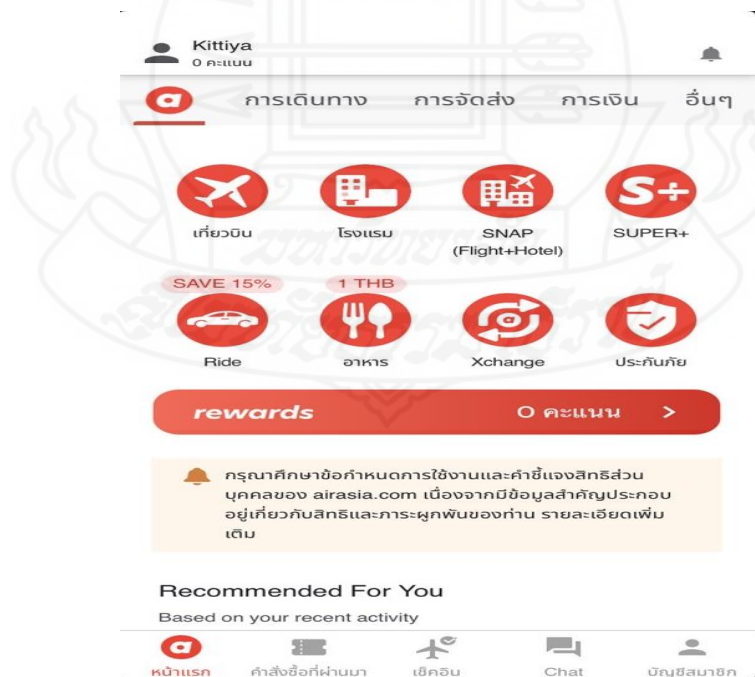 Kittiya
0 คะแนน
การเดินทาง การจัดส่ง การเงิน อื่นๆ
เที่ยวบิน โรงแรม SNAP (Flight+Hotel) SUPER+
SAVE 15% 1 THB
Ride อาหาร Xchange ประกันภัย
rewards 0 คะแนน >
กรุณาศึกษาข้อกำหนดการใช้งานและคำชี้แจงสิทธิส่วน
บุคคลของ airasia.com เนื่องจากมีข้อมูลสำคัญประกอบ
อยู่เกี่ยวกับสิทธิและภาระผูกพันของท่าน รายละเอียดเพิ่ม
เติม
Recommended For You
Based on your recent activity
หน้าแรก คำสั่งซื้อที่ผ่านมา เช็คอิน Chat บัญชีสมาชิก